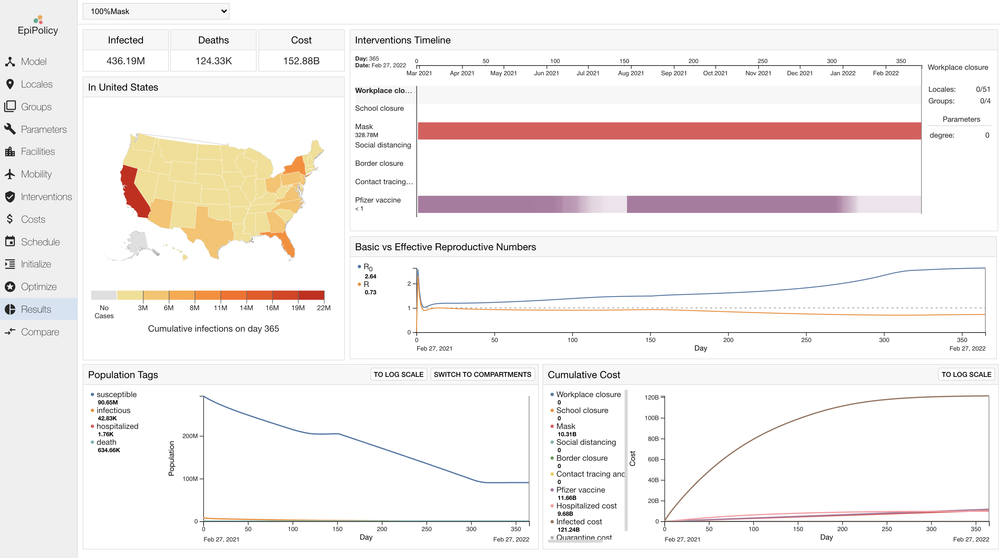 100%Mask
EpiPolicy
Model
Locales
Groups
Parameters
Facilities
Mobility
Interventions
Costs
Schedule
Initialize
Optimize
Results
Compare
Infected
Deaths
Cost
436.19M
124.33K
152.88B
In United States
No Cases
3M
6M
8M
11M
14M
16M
19M
22M
Cumulative infections on day 365
Interventions Timeline
Day: 365
Date: Feb 27, 2022
0 50 100 150 200 250 300 350
Mar 2021 Apr 2021 May 2021 Jun 2021 Jul 2021 Aug 2021 Sep 2021 Oct 2021 Nov 2021 Dec 2021 Jan 2022 Feb 2022
Workplace clo...
School closure
Mask
328.78M
Social distancing
Border closure
Contact tracing...
Pfizer vaccine
< 1
Workplace closure
Locales: 0/51
Groups: 0/4
Parameters
degree: 0
Basic vs Effective Reproductive Numbers
R0
2.64
R
0.73
2
1
0
0 50 100 150 200 250 300 350
Feb 27, 2021 Day Feb 27, 2022
Population Tags
TO LOG SCALE
SWITCH TO COMPARTMENTS
susceptible
90.65M
infectious
42.83K
hospitalized
1.76K
death
634.66K
Population
200M
100M
0
0 50 100 150 200 250 300 350
Feb 27, 2021 Day Feb 27, 2022
Cumulative Cost
TO LOG SCALE
Workplace closure
0
School closure
0
Mask
10.31B
Social distancing
0
Border closure
0
Contact tracing and
0
Pfizer vaccine
11.66B
Hospitalized cost
9.68B
Infected cost
121.24B
Quarantine cost
Cost
120B
100B
80B
60B
40B
20B
0
0 50 100 150 200 250 300 350
Feb 27, 2021 Day Feb 27, 2022